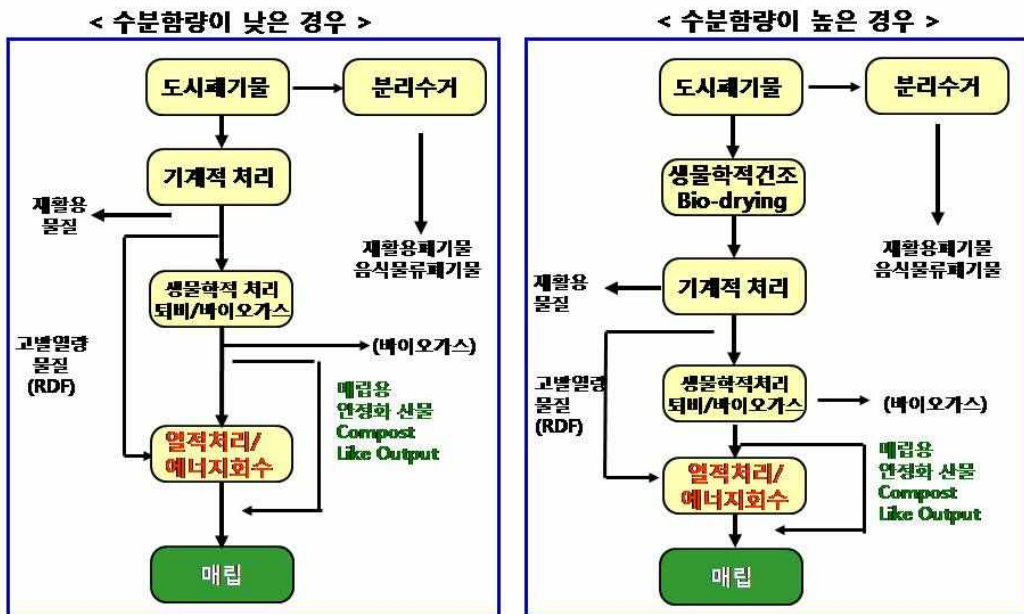 < 수분함량이 낮은 경우 >
도시폐기물
분리수거
기계적 처리
재활용
물질
재활용폐기물
음식물류폐기물
생물학적 처리
퇴비/바이오가스
고발열량
물질
(RDF)
(바이오가스)
매립용
안정화 산물
Compost
Like Output
열적처리/
에너지회수
매립
< 수분함량이 높은 경우 >
도시폐기물
분리수거
생물학적건조
Bio-drying
재활용폐기물
음식물류폐기물
재활용
물질
기계적 처리
고발열량
물질
(RDF)
생물학적처리
퇴비/바이오가스
(바이오가스)
매립용
안정화 산물
Compost
Like Output
열적처리/
에너지회수
매립